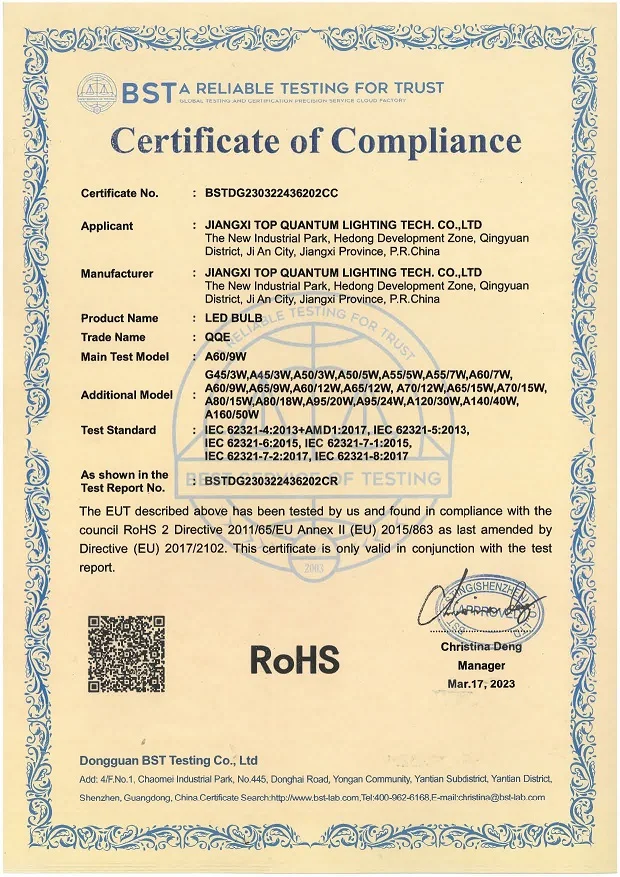 BST A RELIABLE TESTING FOR TRUST
GLOBAL TESTING AND CERTIFICATION PRECISION SERVICE CLOUD FACTORY
Certificate of Compliance
Certificate No. : BSTDG230322436202CC
Applicant : JIANGXI TOP QUANTUM LIGHTING TECH. CO.,LTD
The New Industrial Park, Hedong Development Zone, Qingyuan
District, Ji An City, Jiangxi Province, P.R.China
Manufacturer : JIANGXI TOP QUANTUM LIGHTING TECH. CO.,LTD
The New Industrial Park, Hedong Development Zone, Qingyuan
District, Ji An City, Jiangxi Province, P.R.China
Product Name : LED BULB
Trade Name : QQE
Main Test Model : A60/9W
Additional Model : G45/3W,A45/3W,A50/3W,A50/5W,A55/5W,A55/7W,A60/7W,
A60/9W,A65/9W,A60/12W,A65/12W, A70/12W,A65/15W,A70/15W,
A80/15W,A80/18W,A95/20W,A95/24W,A120/30W,A140/40W,
A160/50W
Test Standard : IEC 62321-4:2013+AMD1:2017, IEC 62321-5:2013,
IEC 62321-6:2015, IEC 62321-7-1:2015,
IEC 62321-7-2:2017, IEC 62321-8:2017
As shown in the
Test Report No. : BSTDG230322436202CR
RELIABLE TESTING FOR TRUST
BEST SERVICE OF TESTING
2003
The EUT described above has been tested by us and found in compliance with the
council RoHS 2 Directive 2011/65/EU Annex II (EU) 2015/863 as last amended by
Directive (EU) 2017/2102. This certificate is only valid in conjunction with the test
report.
RoHS
APPROVED
Christina Deng
Manager
Mar.17, 2023
Dongguan BST Testing Co., Ltd
Add: 4/F.No.1, Chaomei Industrial Park, No.445, Donghai Road, Yongan Community, Yantian Subdistrict, Yantian District,
Shenzhen, Guangdong, China.Certificate Search:http://www.bst-lab.com,Tel:400-962-6168,E-mail:christina@bst-lab.com